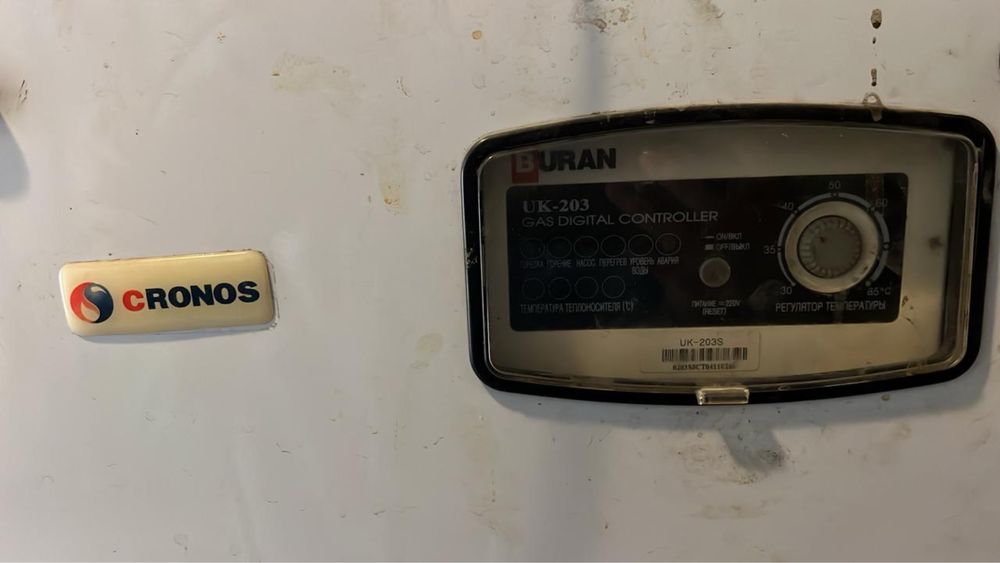 CRONOS
BURAN
UK-203
GAS DIGITAL CONTROLLER
ON/ВКЛ
OFF/ВЫКЛ
ГОРЕЛКА ГОРЕНИЕ НАСОС ПЕРЕГРЕВ УРОВЕНЬ ВОДЫ АВАРИЯ
ТЕМПЕРАТУРА ТЕПЛОНОСИТЕЛЯ (°C)
ПИТАНИЕ ≂ 220V
(RESET)
30 35 40 50 60 85°C
РЕГУЛЯТОР ТЕМПЕРАТУРЫ
UK-203S